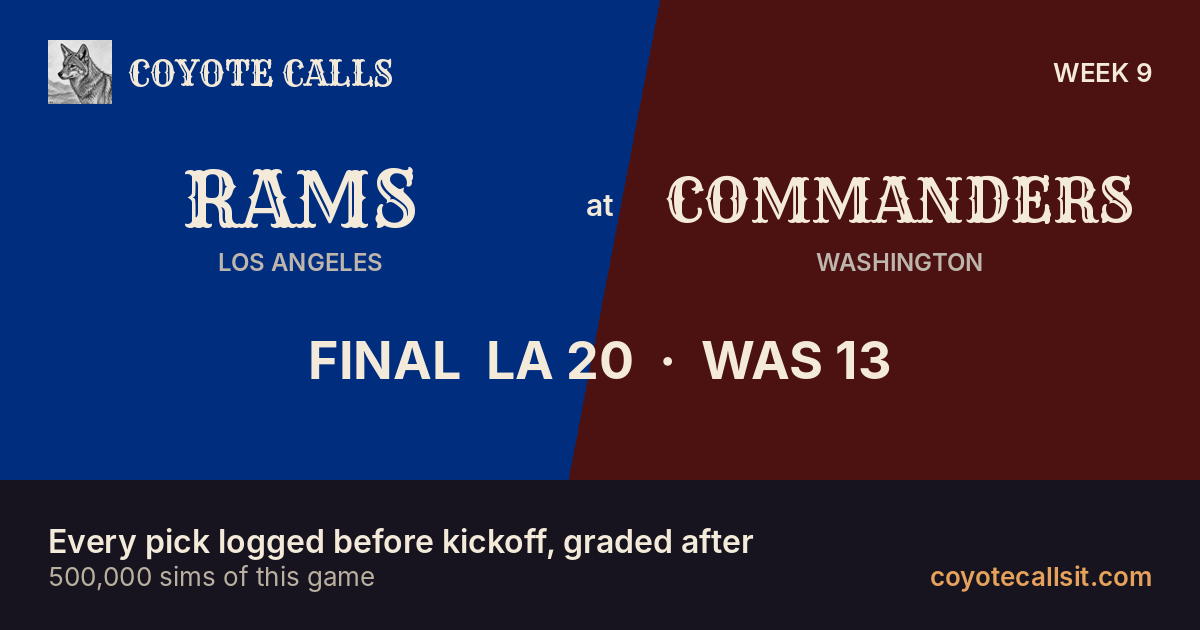 COYOTE CALLS
WEEK 9
RAMS at COMMANDERS
LOS ANGELES WASHINGTON
FINAL LA 20 · WAS 13
Every pick logged before kickoff, graded after
500,000 sims of this game
coyotecallsit.com